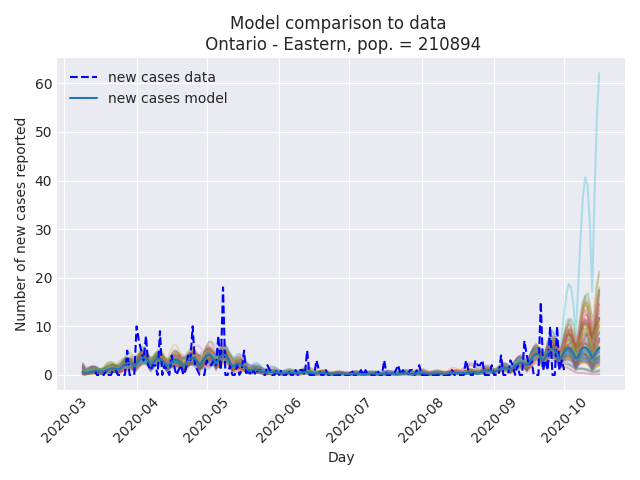 Model comparison to data
Ontario - Eastern, pop. = 210894
new cases data
new cases model
Number of new cases reported
60
50
40
30
20
10
0
2020-03
2020-04
2020-05
2020-06
2020-07
2020-08
2020-09
2020-10
Day